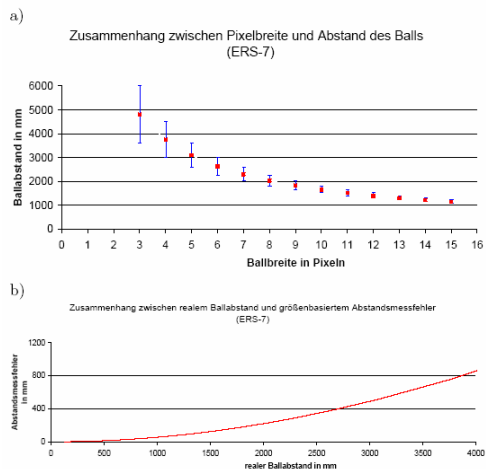 a)
Zusammenhang zwischen Pixelbreite und Abstand des Balls
(ERS-7)
Ballabstand in mm
6000
5000
4000
3000
2000
1000
0
0 1 2 3 4 5 6 7 8 9 10 11 12 13 14 15 16
Ballbreite in Pixeln
b)
Zusammenhang zwischen realem Ballabstand und größenbasiertem Abstandsmessfehler
(ERS-7)
Abstandsmessfehler
in mm
1200
800
400
0
0 500 1000 1500 2000 2500 3000 3500 4000
realer Ballabstand in mm